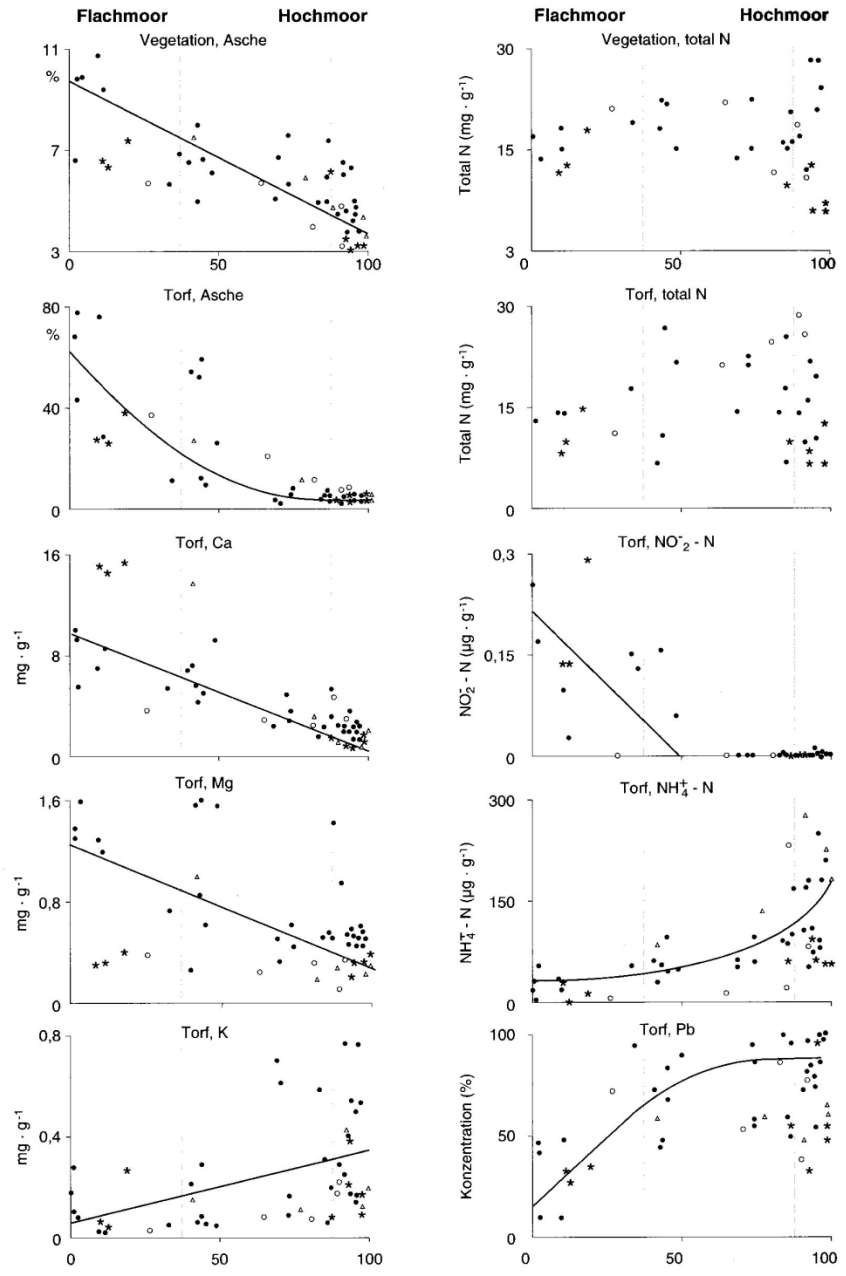 Flachmoor Hochmoor
Vegetation, Asche
11
%
7
3
0 50 100
Torf, Asche
80
%
40
0
Torf, Ca
16
mg · g⁻¹
8
0
Torf, Mg
1,6
mg · g⁻¹
0,8
0
Torf, K
0,8
mg · g⁻¹
0,4
0
0 50 100
Flachmoor Hochmoor
Vegetation, total N
30
Total N (mg · g⁻¹)
15
3
0 50 100
Torf, total N
30
Total N (mg · g⁻¹)
15
0
Torf, NO⁻₂ - N
0,3
NO₂⁻ - N (µg · g⁻¹)
0,15
0
Torf, NH₄⁺ - N
300
NH₄⁺ - N (µg · g⁻¹)
150
0
Torf, Pb
100
Konzentration (%)
50
0
0 50 100